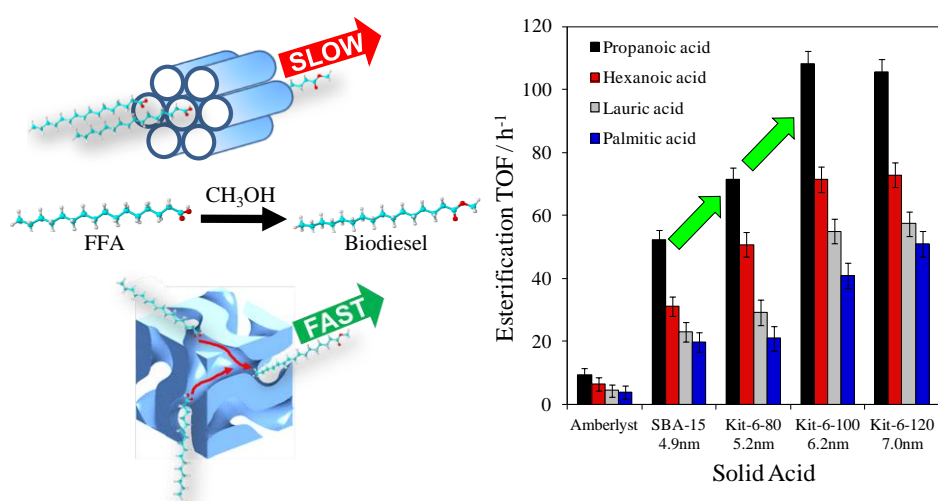 SLOW
CH₃OH
FFA
Biodiesel
FAST
Esterification TOF / h⁻¹
120
100
80
60
40
20
0
Propanoic acid
Hexanoic acid
Lauric acid
Palmitic acid
Amberlyst
SBA-15
4.9nm
Kit-6-80
5.2nm
Kit-6-100
6.2nm
Kit-6-120
7.0nm
Solid Acid